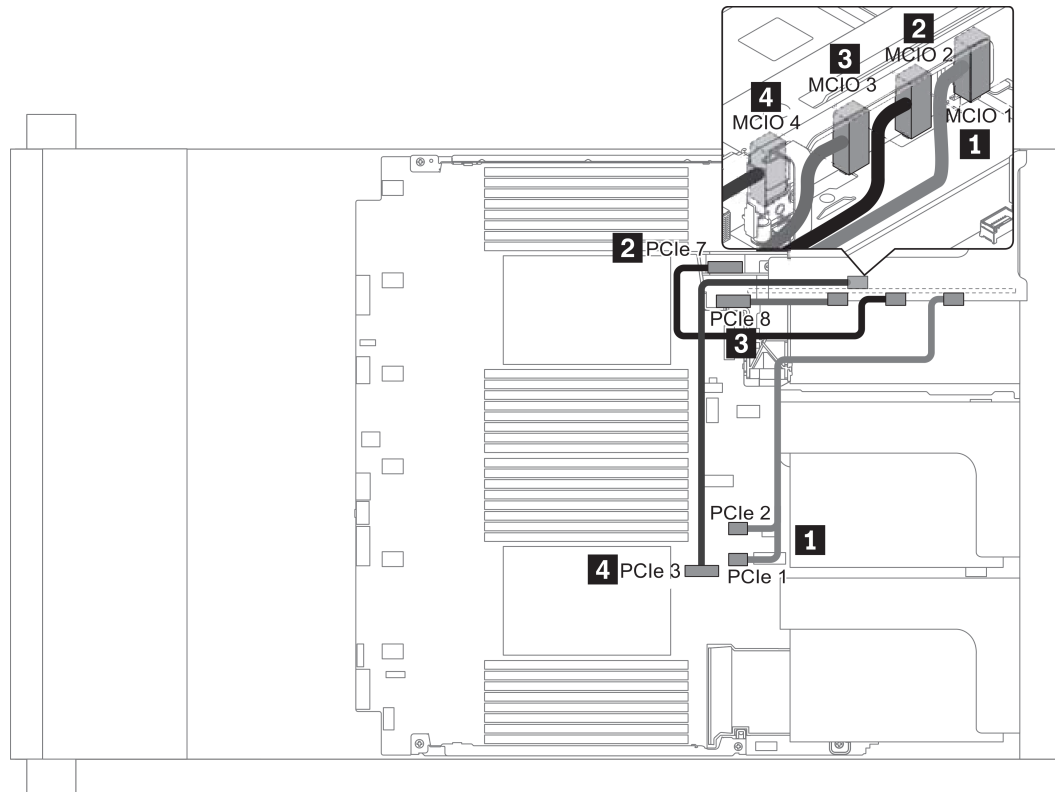 2
MCIO 2
3
MCIO 3
4
MCIO 4
MCIO 1
1
2 PCIe 7
PCIe 8
3
PCIe 2
1
4 PCIe 3
PCIe 1